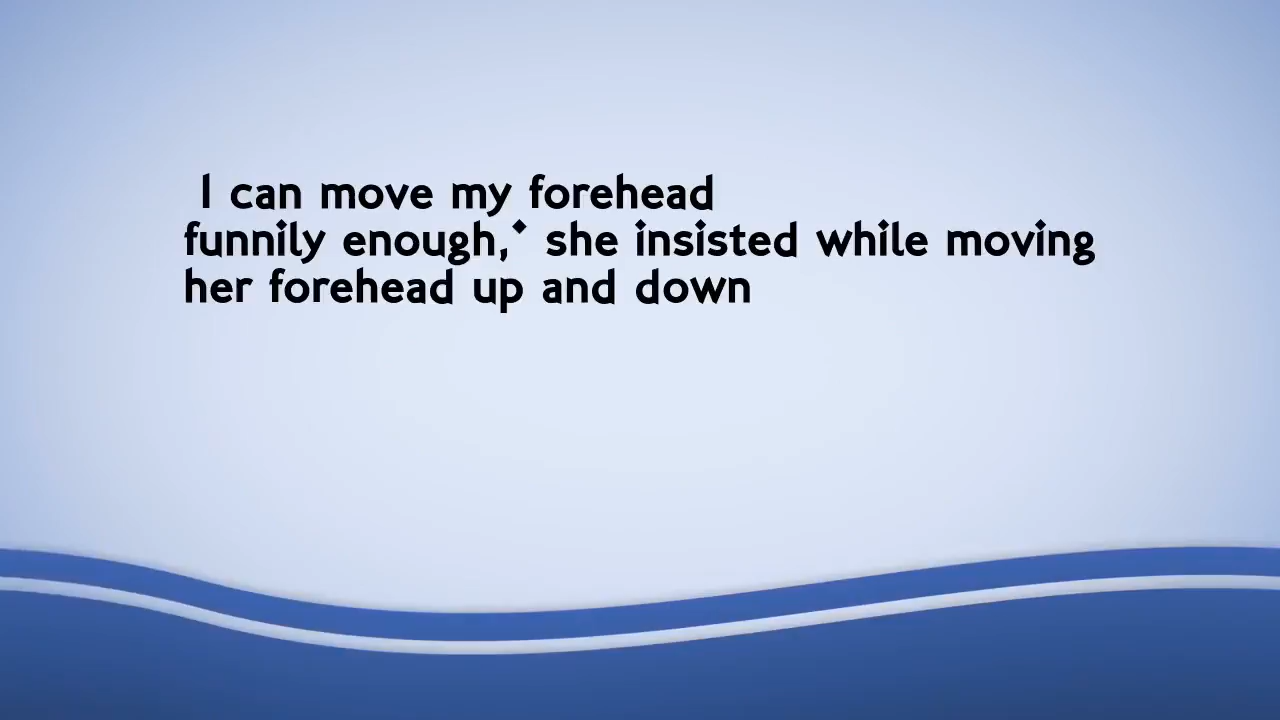 I can move my forehead
funnily enough,* she insisted while moving
her forehead up and down